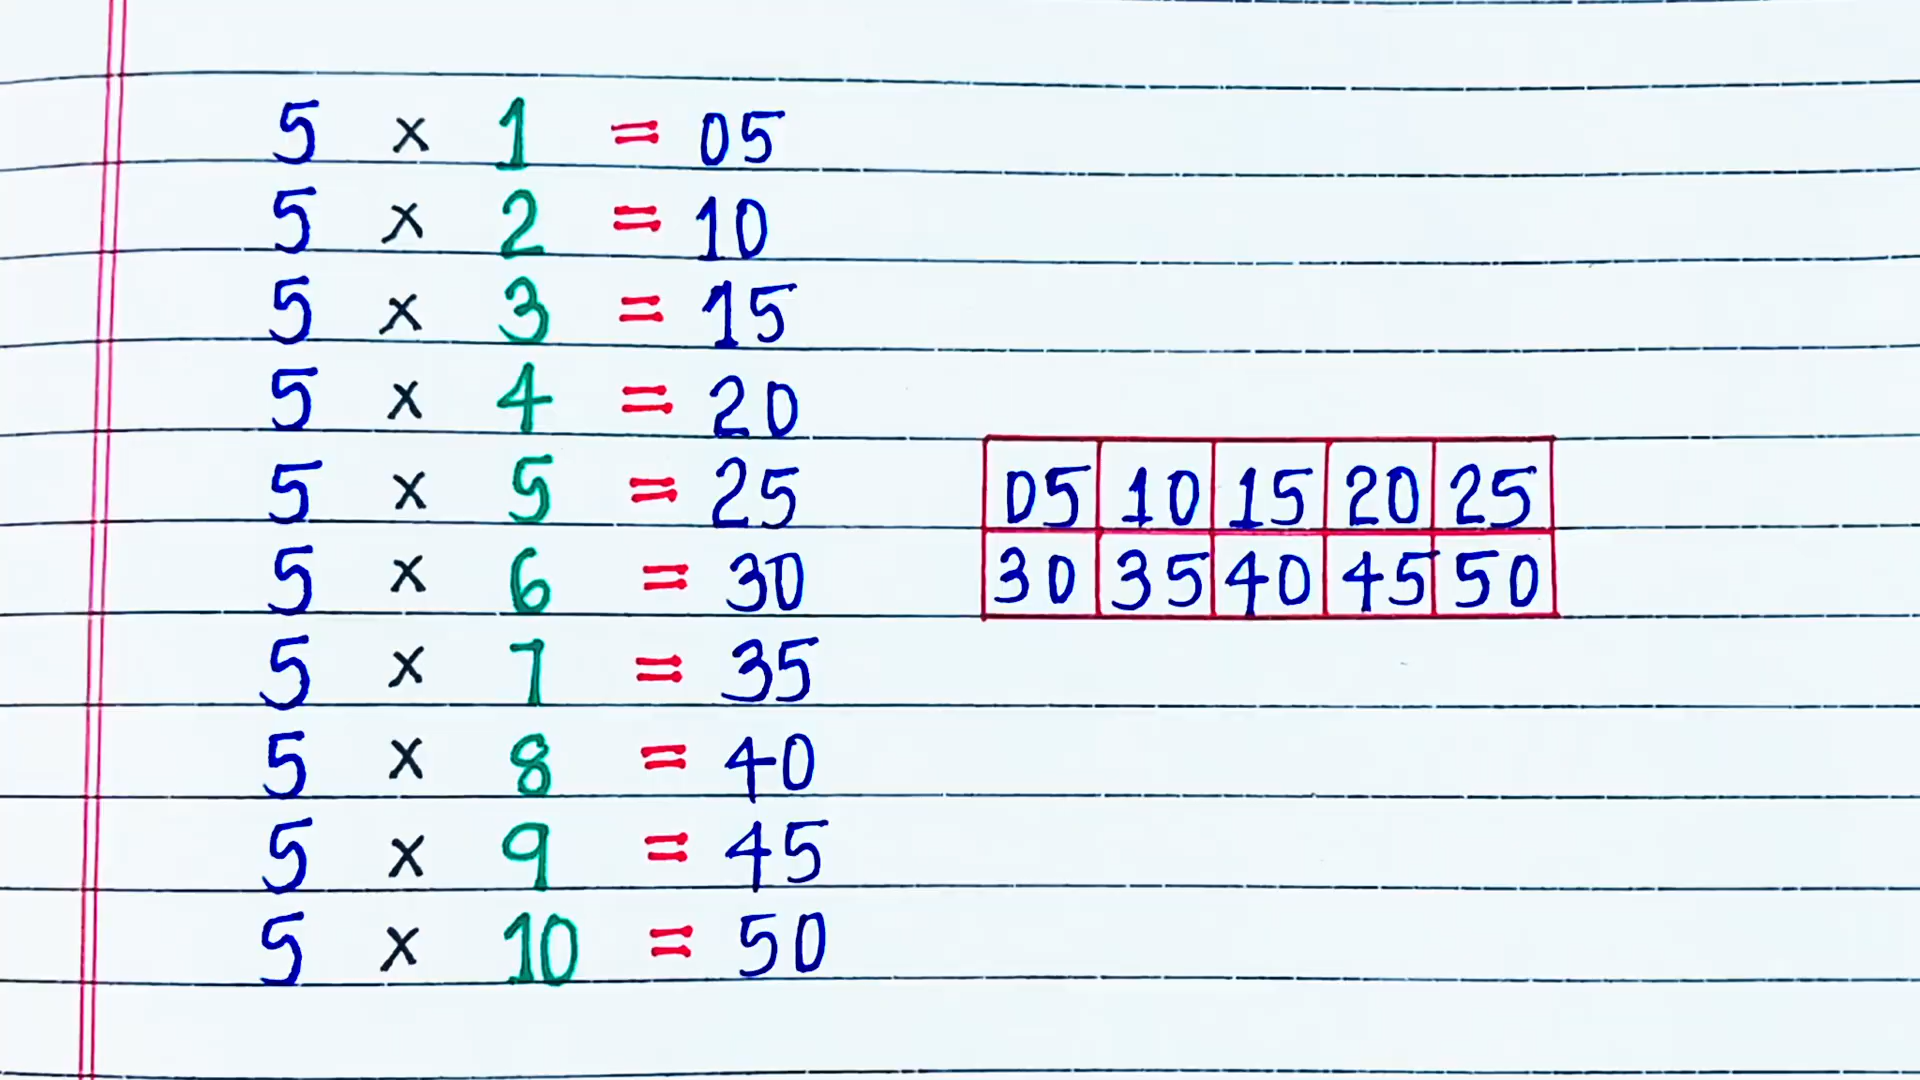 5 × 1 = 05
5 × 2 = 10
5 × 3 = 15
5 × 4 = 20
5 × 5 = 25
5 × 6 = 30
5 × 7 = 35
5 × 8 = 40
5 × 9 = 45
5 × 10 = 50
05 10 15 20 25
30 35 40 45 50